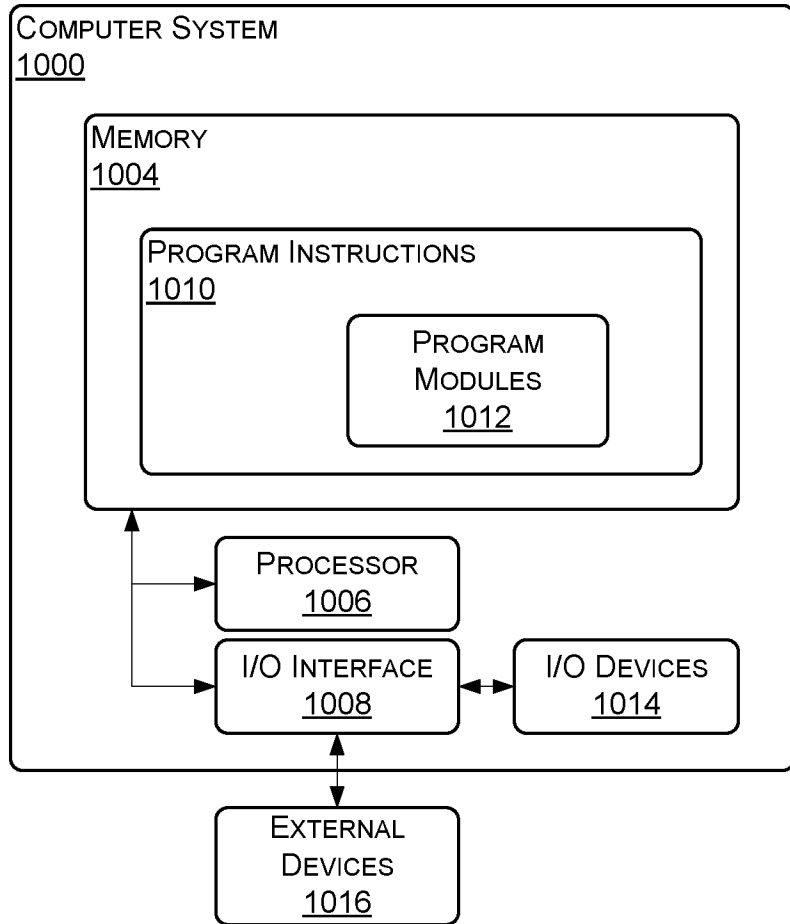 COMPUTER SYSTEM
1000
MEMORY
1004
PROGRAM INSTRUCTIONS
1010
PROGRAM
MODULES
1012
PROCESSOR
1006
I/O INTERFACE
1008
I/O DEVICES
1014
EXTERNAL
DEVICES
1016